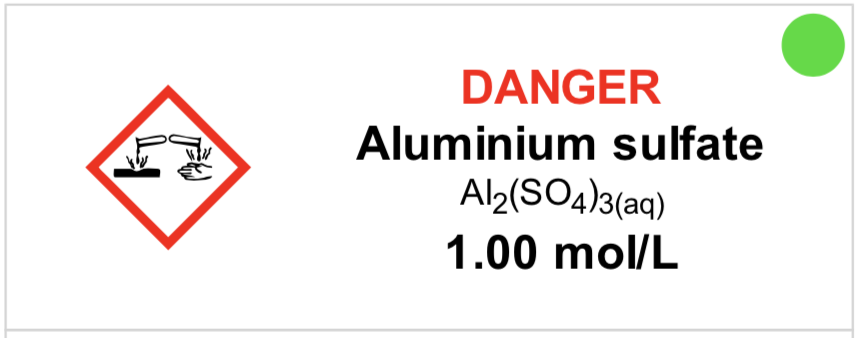 DANGER
Aluminium sulfate
Al₂(SO₄)₃(aq)
1.00 mol/L